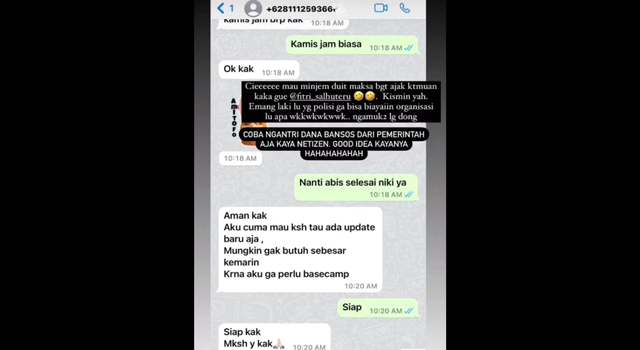 1
+628111259366
Kamis jam brp kak
10:18 AM
Kamis jam biasa
10:18 AM
Ok kak
10:18 AM
Cieeeeee mau minjem duit maksa bgt ajak ktmuan
kaka gue @fitri_salhuteru 🤣🤣. Kismin yah.
Emang laki lu yg polisi ga bisa biayaiin organisasi
lu apa wkkwkwkwk.. ngamuk2 lg dong
AMITOFO
COBA NGANTRI DANA BANSOS DARI PEMERINTAH
AJA KAYA NETIZEN. GOOD IDEA KAYANYA
HAHAHAHAHAH
10:18 AM
Nanti abis selesai niki ya
10:18 AM
Aman kak
Aku cuma mau ksh tau ada update
baru aja ,
Mungkin gak butuh sebesar
kemarin
Krna aku ga perlu basecamp
10:20 AM
Siap
10:20 AM
Siap kak
Mksh y kak🙏🏻
10:20 AM